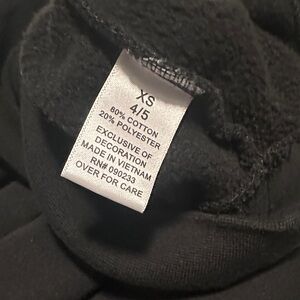 XS
4/5
80% COTTON
20% POLYESTER
EXCLUSIVE OF
DECORATION
MADE IN VIETNAM
RN# 090233
OVER FOR CARE